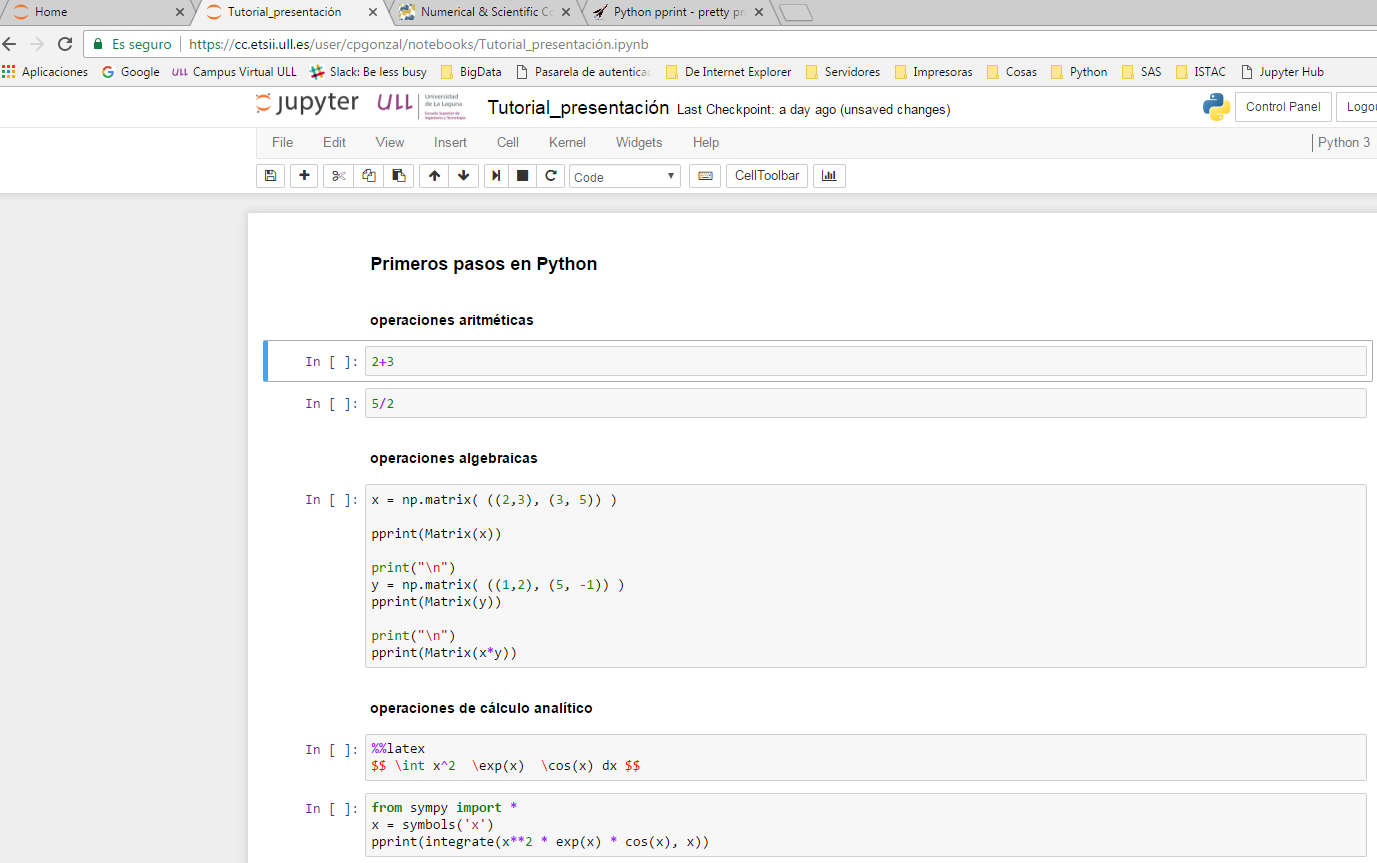 Home
Tutorial_presentación
Numerical & Scientific Co
Python pprint - pretty pr
Es seguro
https://cc.etsii.ull.es/user/cpgonzal/notebooks/Tutorial_presentación.ipynb
Aplicaciones Google ULL Campus Virtual ULL Slack: Be less busy BigData Pasarela de autentica De Internet Explorer Servidores Impresoras Cosas Python SAS ISTAC Jupyter Hub
jupyter ULL Universidad de La Laguna Escuela Superior de Ingeniería y Tecnología Tutorial_presentación Last Checkpoint: a day ago (unsaved changes) Control Panel Logou
File Edit View Insert Cell Kernel Widgets Help Python 3
Code CellToolbar
Primeros pasos en Python
operaciones aritméticas
In [ ]: 2+3
In [ ]: 5/2
operaciones algebraicas
In [ ]: x = np.matrix( ((2,3), (3, 5)) )
pprint(Matrix(x))
print("\n")
y = np.matrix( ((1,2), (5, -1)) )
pprint(Matrix(y))
print("\n")
pprint(Matrix(x*y))
operaciones de cálculo analítico
In [ ]: %%latex
$$ \int x^2  \exp(x)  \cos(x) dx $$
In [ ]: from sympy import *
x = symbols('x')
pprint(integrate(x**2 * exp(x) * cos(x), x))